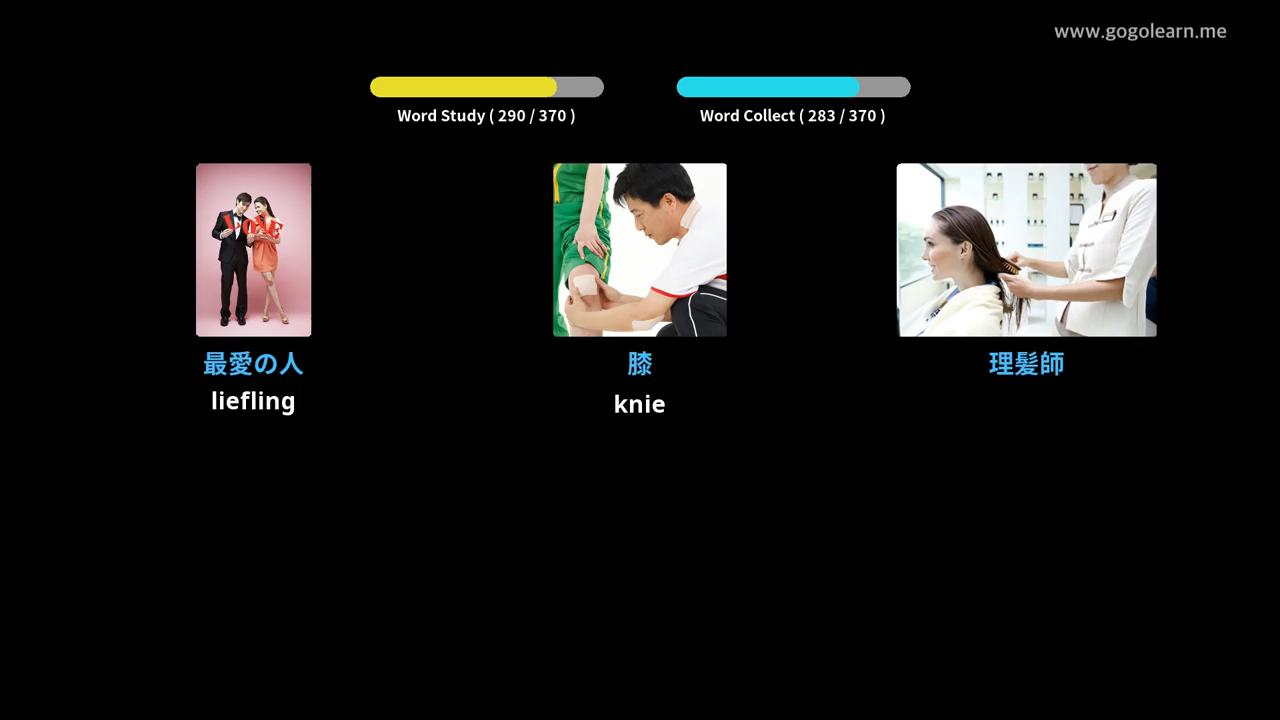 www.gogolearn.me
Word Study ( 290 / 370 )
Word Collect ( 283 / 370 )
最愛の人
膝
理髪師
liefling
knie